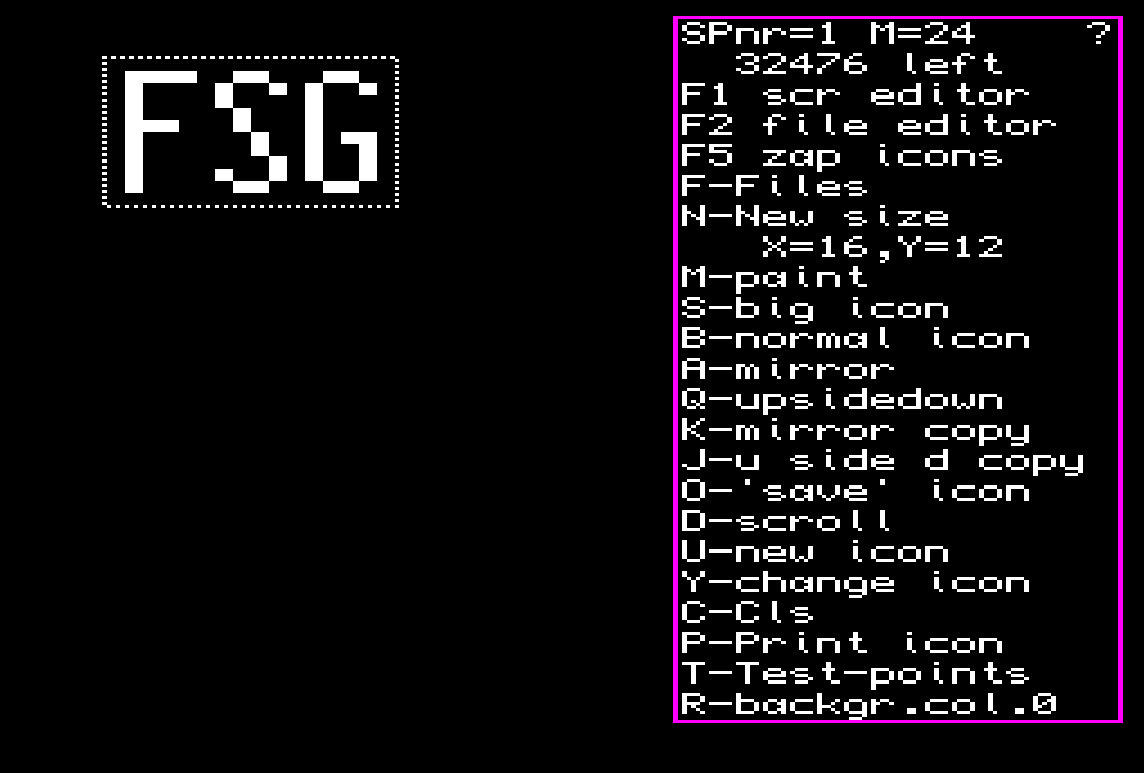 FSG
SPnr=1 M=24 ?
32476 left
F1 scr editor
F2 file editor
F5 zap icons
F-Files
N-New size
X=16,Y=12
M-paint
S-big icon
B-normal icon
A-mirror
Q-upsidedown
K-mirror copy
J-u side d copy
O-'save' icon
D-scroll
U-new icon
Y-change icon
C-Cls
P-Print icon
T-Test-points
R-backgr.col.0